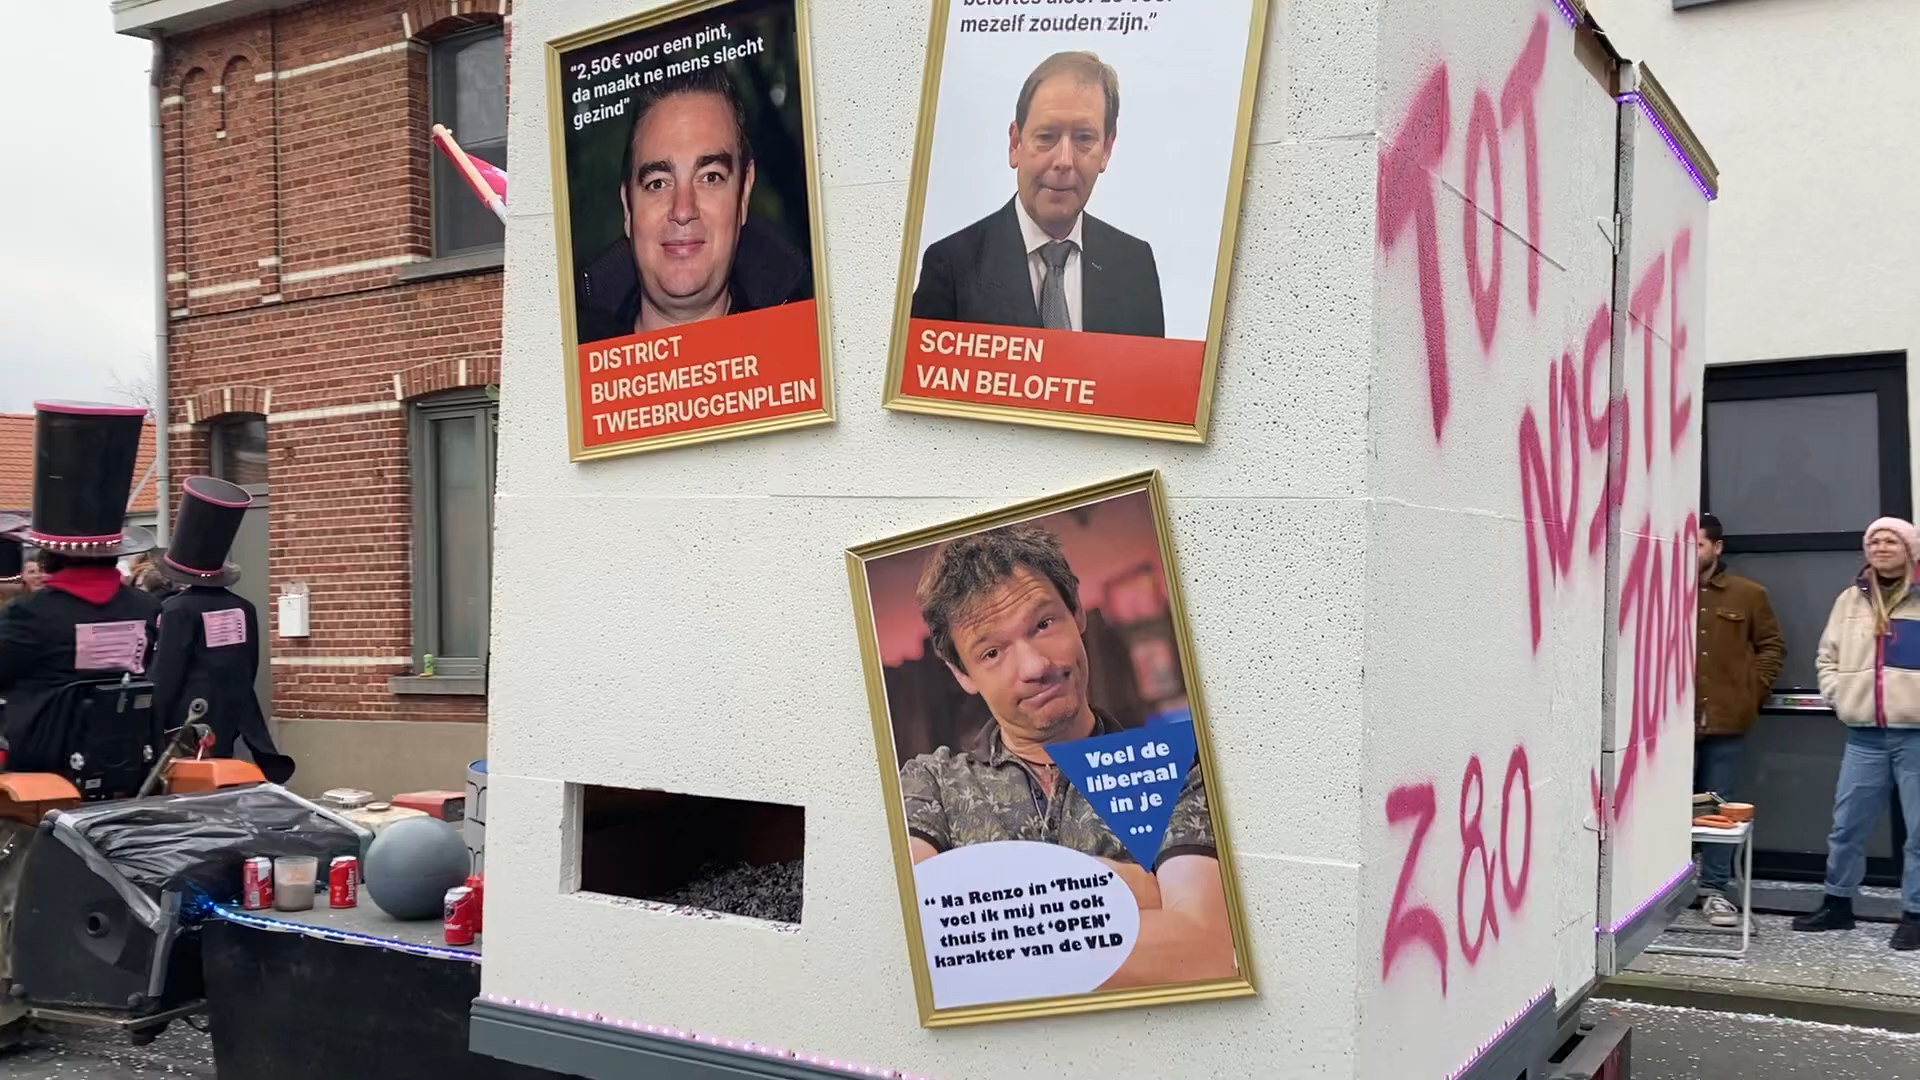 “2,50€ voor een pint,
da maakt ne mens slecht
gezind”
DISTRICT
BURGEMEESTER
TWEEBRUGGENPLEIN
mezelf zouden zijn.”
SCHEPEN
VAN BELOFTE
Voel de
liberaal
in je
...
“ Na Renzo in ‘Thuis’
voel ik mij nu ook
thuis in het ‘OPEN’
karakter van de VLD
TOT
NOSTE
JOAR
Z&O
Jupiler